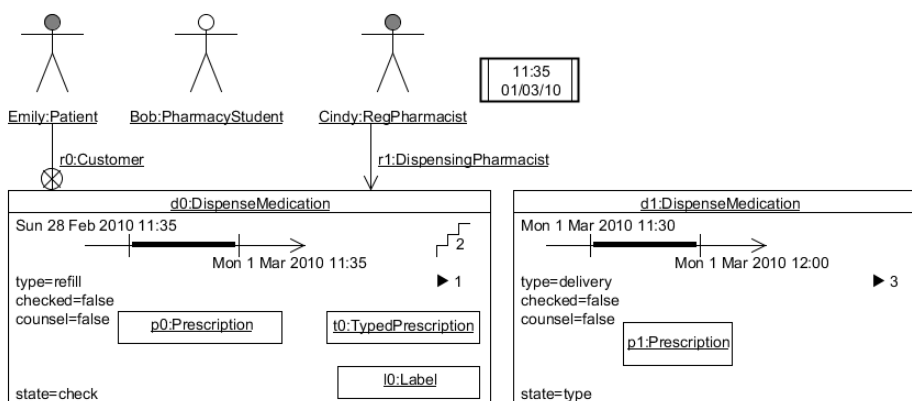 11:35
01/03/10
Emily:Patient
Bob:PharmacyStudent
Cindy:RegPharmacist
r0:Customer
r1:DispensingPharmacist
d0:DispenseMedication
Sun 28 Feb 2010 11:35
2
Mon 1 Mar 2010 11:35
type=refill
1
checked=false
counsel=false
p0:Prescription
t0:TypedPrescription
l0:Label
state=check
d1:DispenseMedication
Mon 1 Mar 2010 11:30
Mon 1 Mar 2010 12:00
type=delivery
3
checked=false
counsel=false
p1:Prescription
state=type